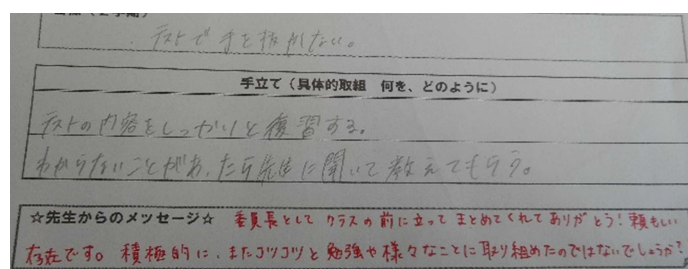 テストで手を抜かない。
手立て(具体的取組 何を、どのように)
テストの内容をしっかりと復習する。
わからないことがあったら先生に聞いて教えてもらう。
☆先生からのメッセージ☆ 委員長として クラスの前に立って まとめてくれて ありがとう!頼もしい
存在です。積極的に、またコツコツと勉強や様々なことに取り組めたのではないでしょうか?